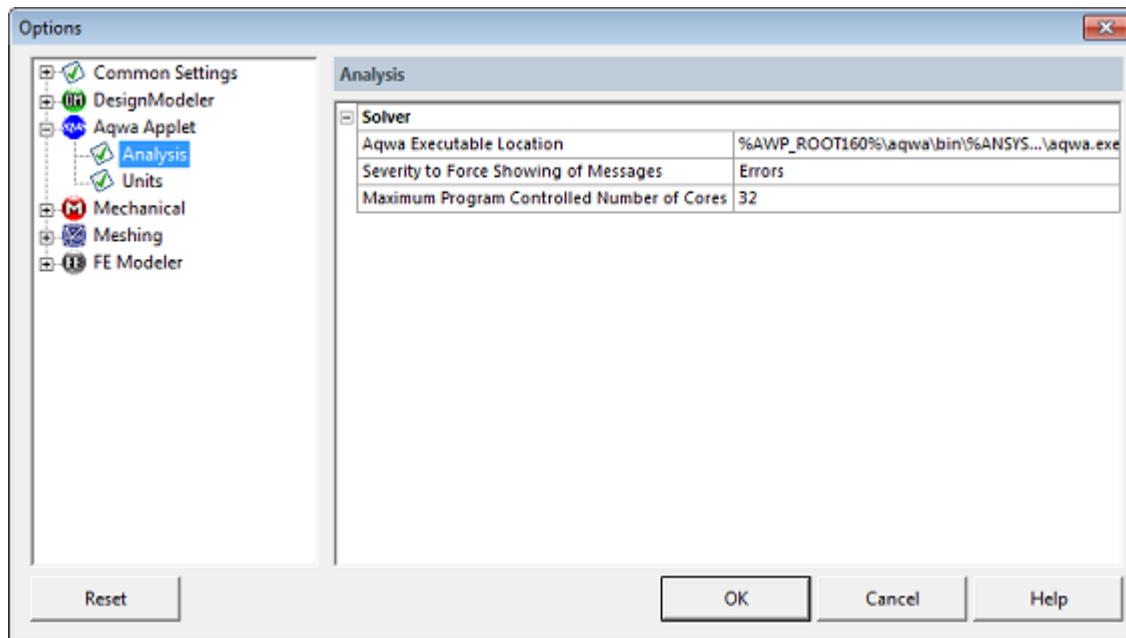 Options
Common Settings
DesignModeler
Aqwa Applet
Analysis
Units
Mechanical
Meshing
FE Modeler
Analysis
Solver
Aqwa Executable Location %AWP_ROOT160%\aqwa\bin\%ANSYS...\aqwa.exe
Severity to Force Showing of Messages Errors
Maximum Program Controlled Number of Cores 32
Reset OK Cancel Help